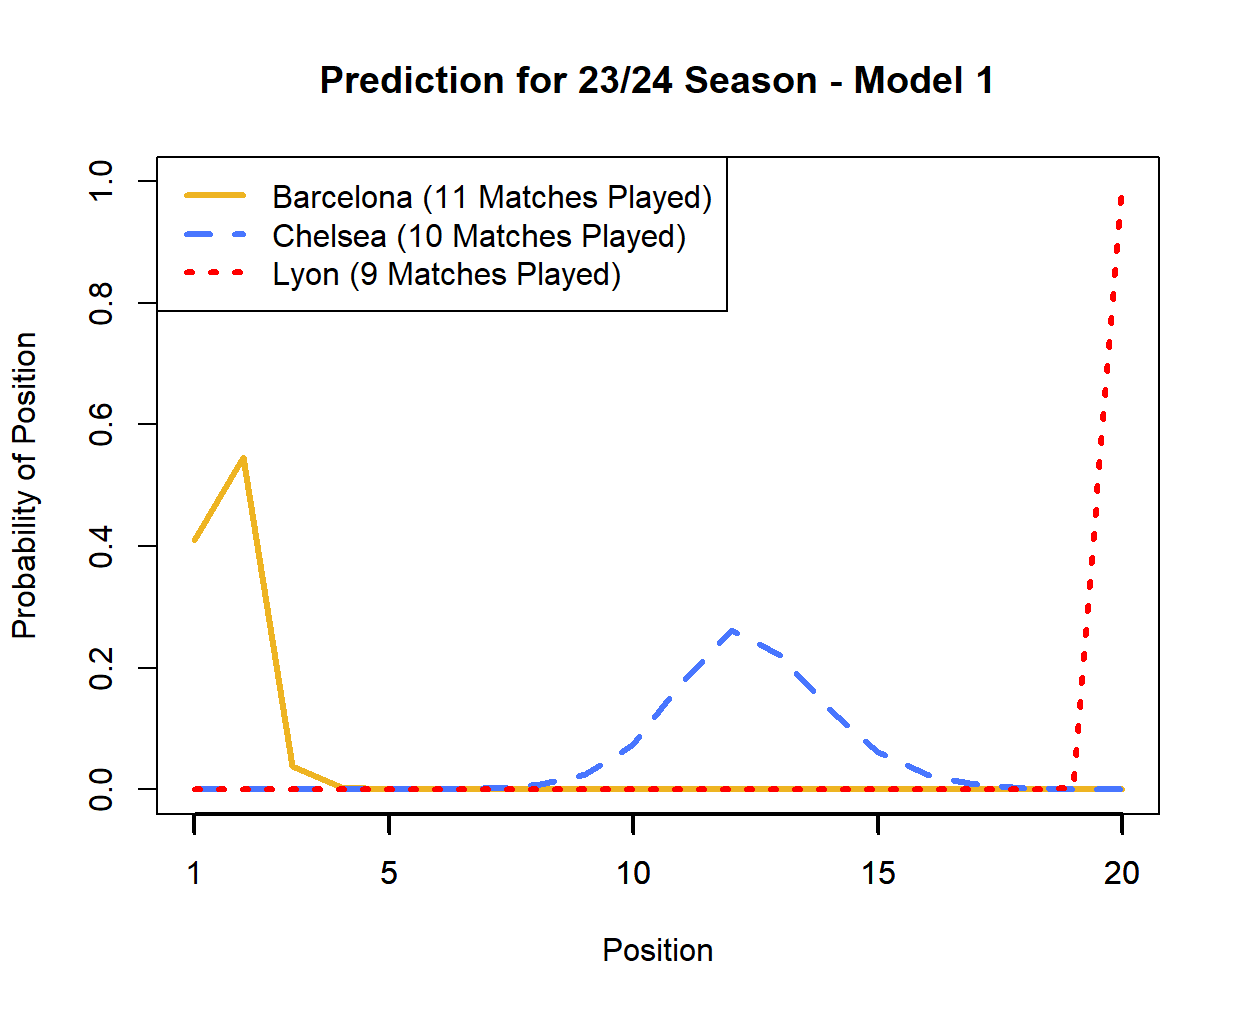 Prediction for 23/24 Season - Model 1
Barcelona (11 Matches Played)
Chelsea (10 Matches Played)
Lyon (9 Matches Played)
Probability of Position
1.0
0.8
0.6
0.4
0.2
0.0
1 5 10 15 20
Position